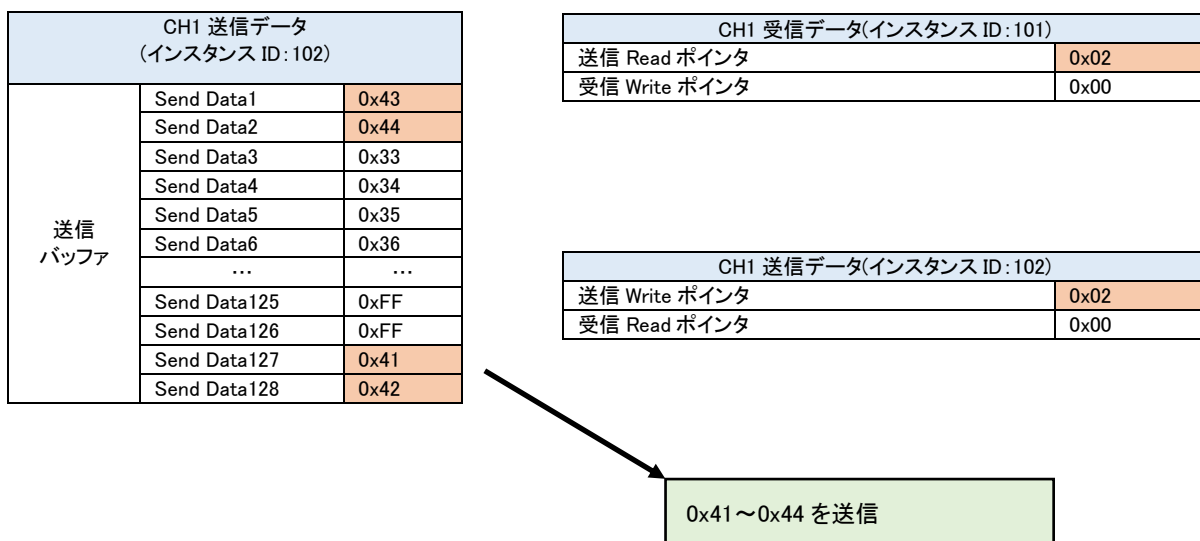 CH1 送信データ
(インスタンス ID：102)
送信
バッファ
Send Data1 0x43
Send Data2 0x44
Send Data3 0x33
Send Data4 0x34
Send Data5 0x35
Send Data6 0x36
… …
Send Data125 0xFF
Send Data126 0xFF
Send Data127 0x41
Send Data128 0x42
CH1 受信データ(インスタンス ID：101)
送信 Read ポインタ 0x02
受信 Write ポインタ 0x00
CH1 送信データ(インスタンス ID：102)
送信 Write ポインタ 0x02
受信 Read ポインタ 0x00
0x41～0x44 を送信